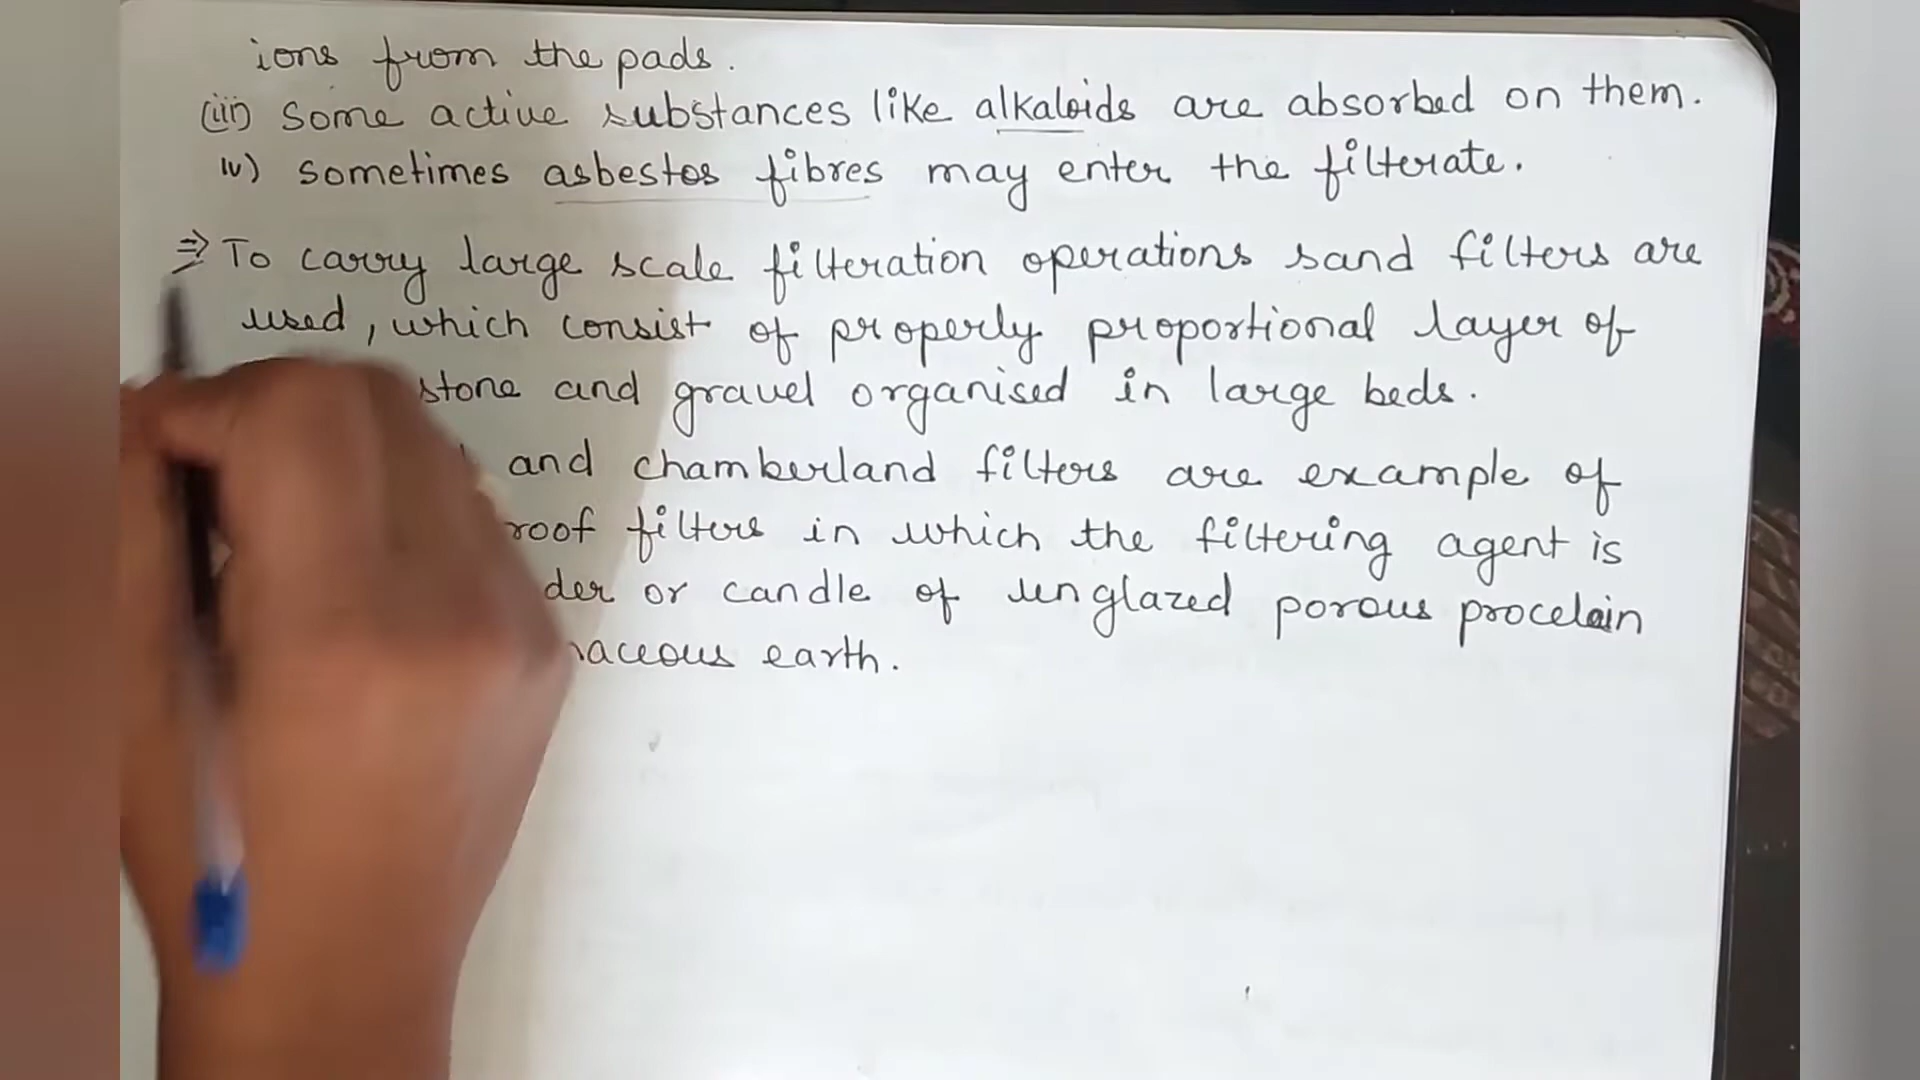 ions from the pads.
(iii) some active substances like alkaloids are absorbed on them.
iv) sometimes asbestos fibres may enter the filterate.
⇒ To carry large scale filteration operations sand filters are
used, which consist of properly proportional layer of
stone and gravel organised in large beds.
and chamberland filters are example of
roof filters in which the filtering agent is
der or candle of unglazed porous procelain
naceous earth.